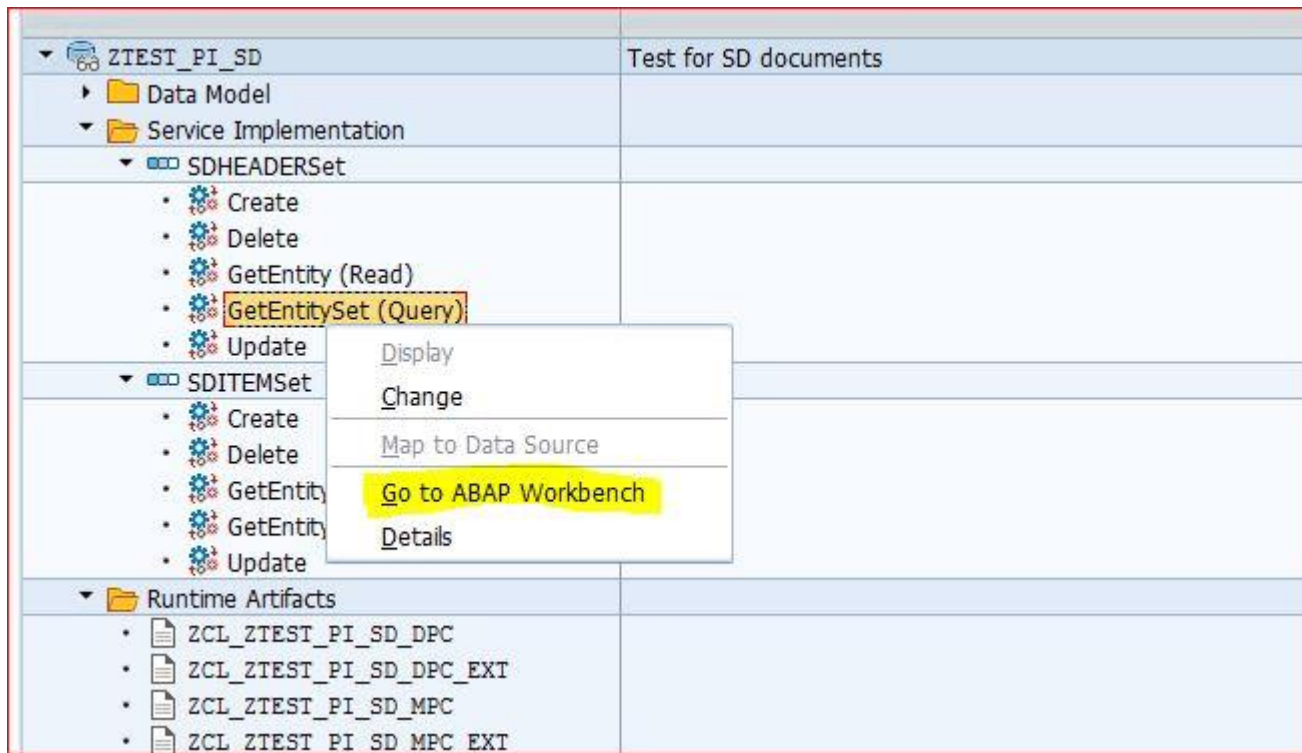 ZTEST_PI_SD Test for SD documents
Data Model
Service Implementation
SDHEADERSet
Create
Delete
GetEntity (Read)
GetEntitySet (Query)
Update
Display
SDITEMSet
Change
Create
Map to Data Source
Delete
GetEntity
Go to ABAP Workbench
GetEntity
Details
Update
Runtime Artifacts
ZCL_ZTEST_PI_SD_DPC
ZCL_ZTEST_PI_SD_DPC_EXT
ZCL_ZTEST_PI_SD_MPC
ZCL_ZTEST_PI_SD_MPC_EXT